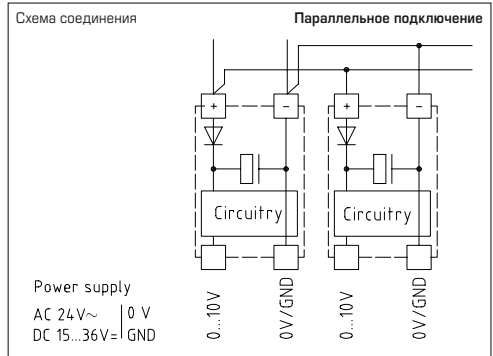 Схема соединения
Параллельное подключение
+ - + -
Circuitry Circuitry
Power supply
AC 24V~ 0 V
DC 15...36V= GND
0...10V
0V/GND
0...10V
0V/GND